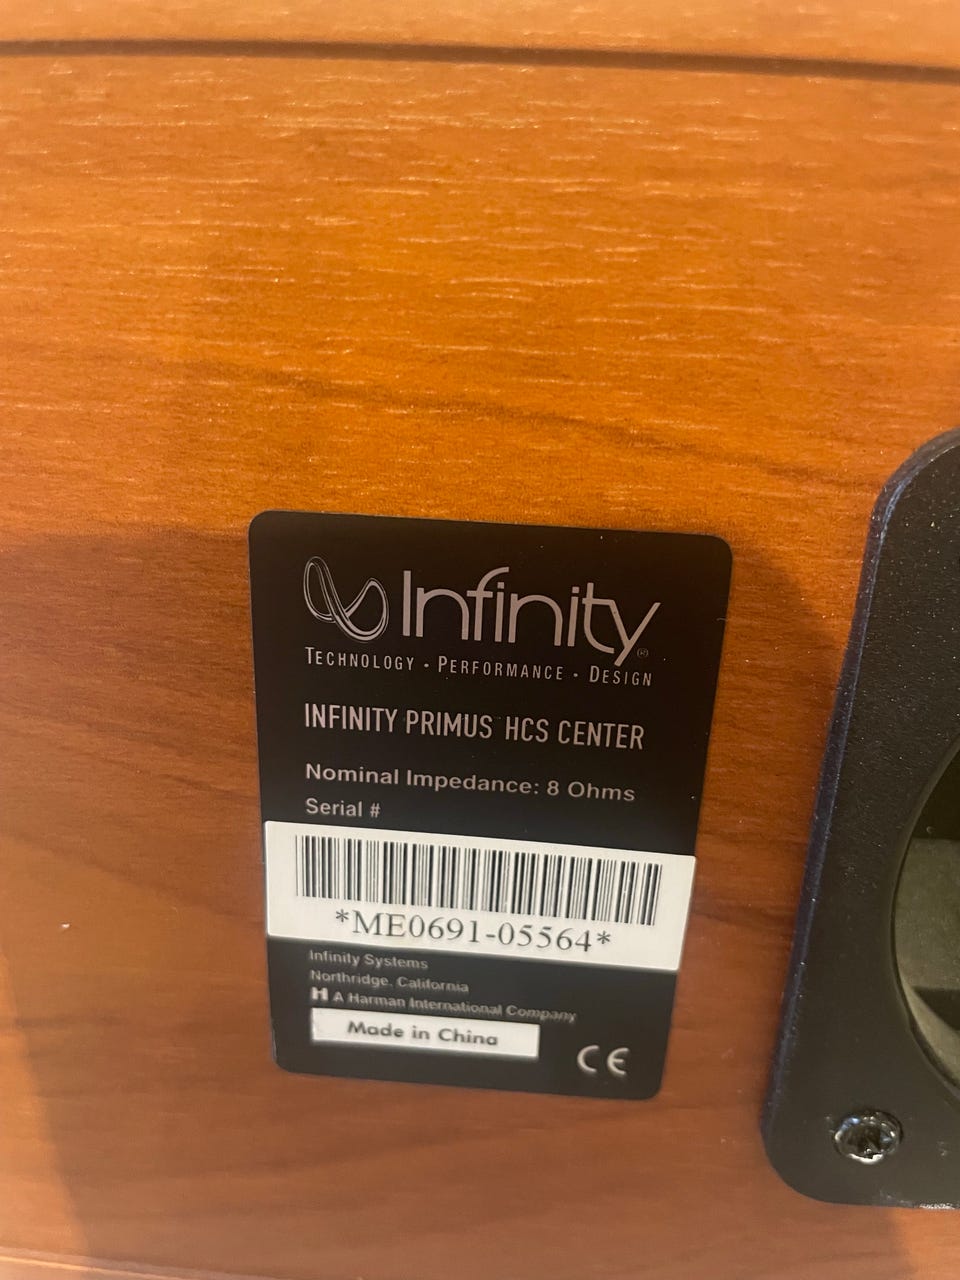 Infinity®
TECHNOLOGY • PERFORMANCE • DESIGN
INFINITY PRIMUS HCS CENTER
Nominal Impedance: 8 Ohms
Serial #
*ME0691-05564*
Infinity Systems
Northridge, California
H A Harman International Company
Made in China
CE